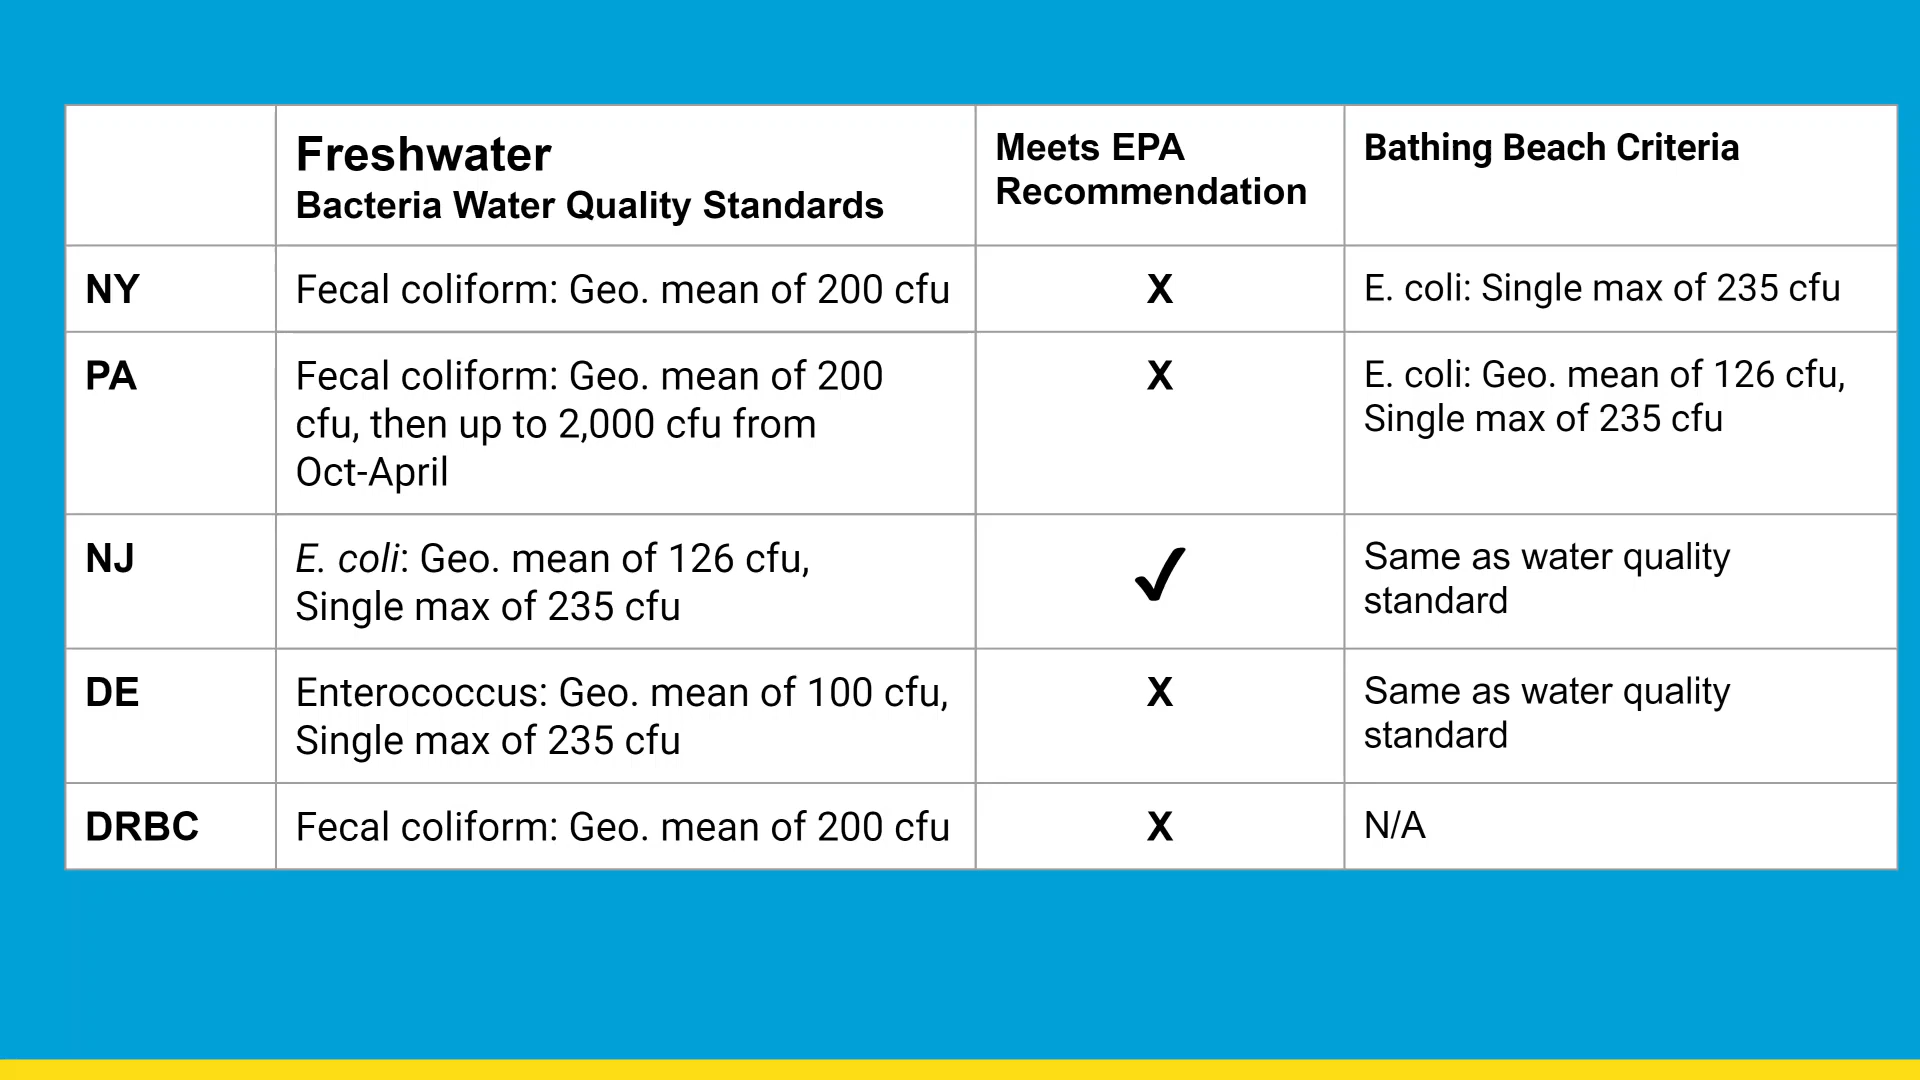 Freshwater
Bacteria Water Quality Standards
Meets EPA
Recommendation
Bathing Beach Criteria
NY
Fecal coliform: Geo. mean of 200 cfu
X
E. coli: Single max of 235 cfu
PA
Fecal coliform: Geo. mean of 200
cfu, then up to 2,000 cfu from
Oct-April
X
E. coli: Geo. mean of 126 cfu,
Single max of 235 cfu
NJ
E. coli: Geo. mean of 126 cfu,
Single max of 235 cfu
✓
Same as water quality
standard
DE
Enterococcus: Geo. mean of 100 cfu,
Single max of 235 cfu
X
Same as water quality
standard
DRBC
Fecal coliform: Geo. mean of 200 cfu
X
N/A